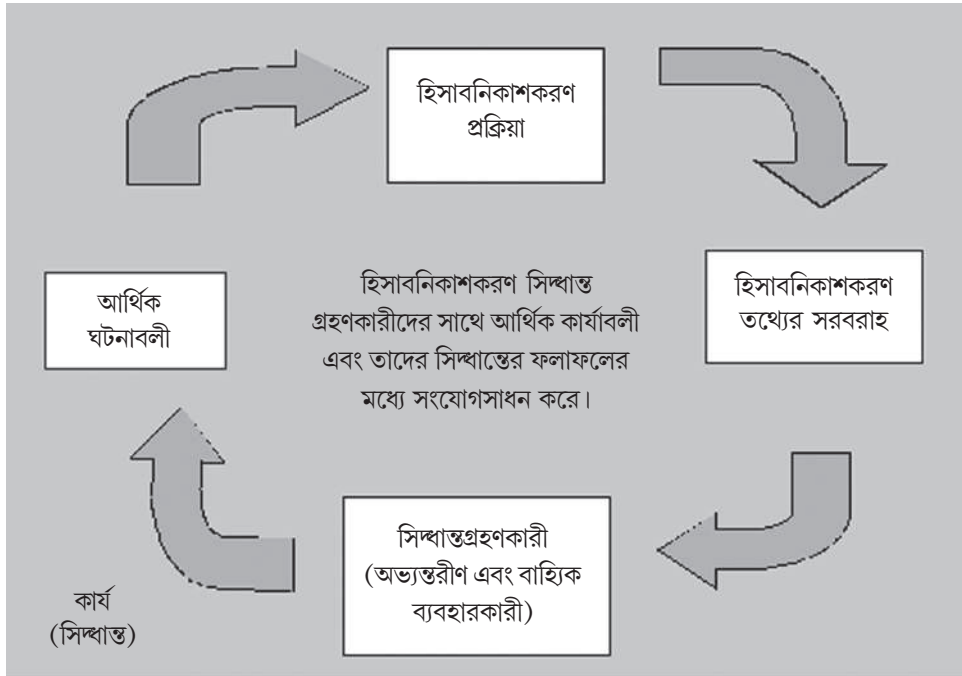 হিসাবনিকাশকরণ
প্রক্রিয়া
আর্থিক
ঘটনাবলী
হিসাবনিকাশকরণ সিদ্ধান্ত
গ্রহণকারীদের সাথে আর্থিক কার্যাবলী
এবং তাদের সিদ্ধান্তের ফলাফলের
মধ্যে সংযোগসাধন করে।
হিসাবনিকাশকরণ
তথ্যের সরবরাহ
সিদ্ধান্তগ্রহণকারী
(অভ্যন্তরীণ এবং বাহ্যিক
ব্যবহারকারী)
কার্য
(সিদ্ধান্ত)